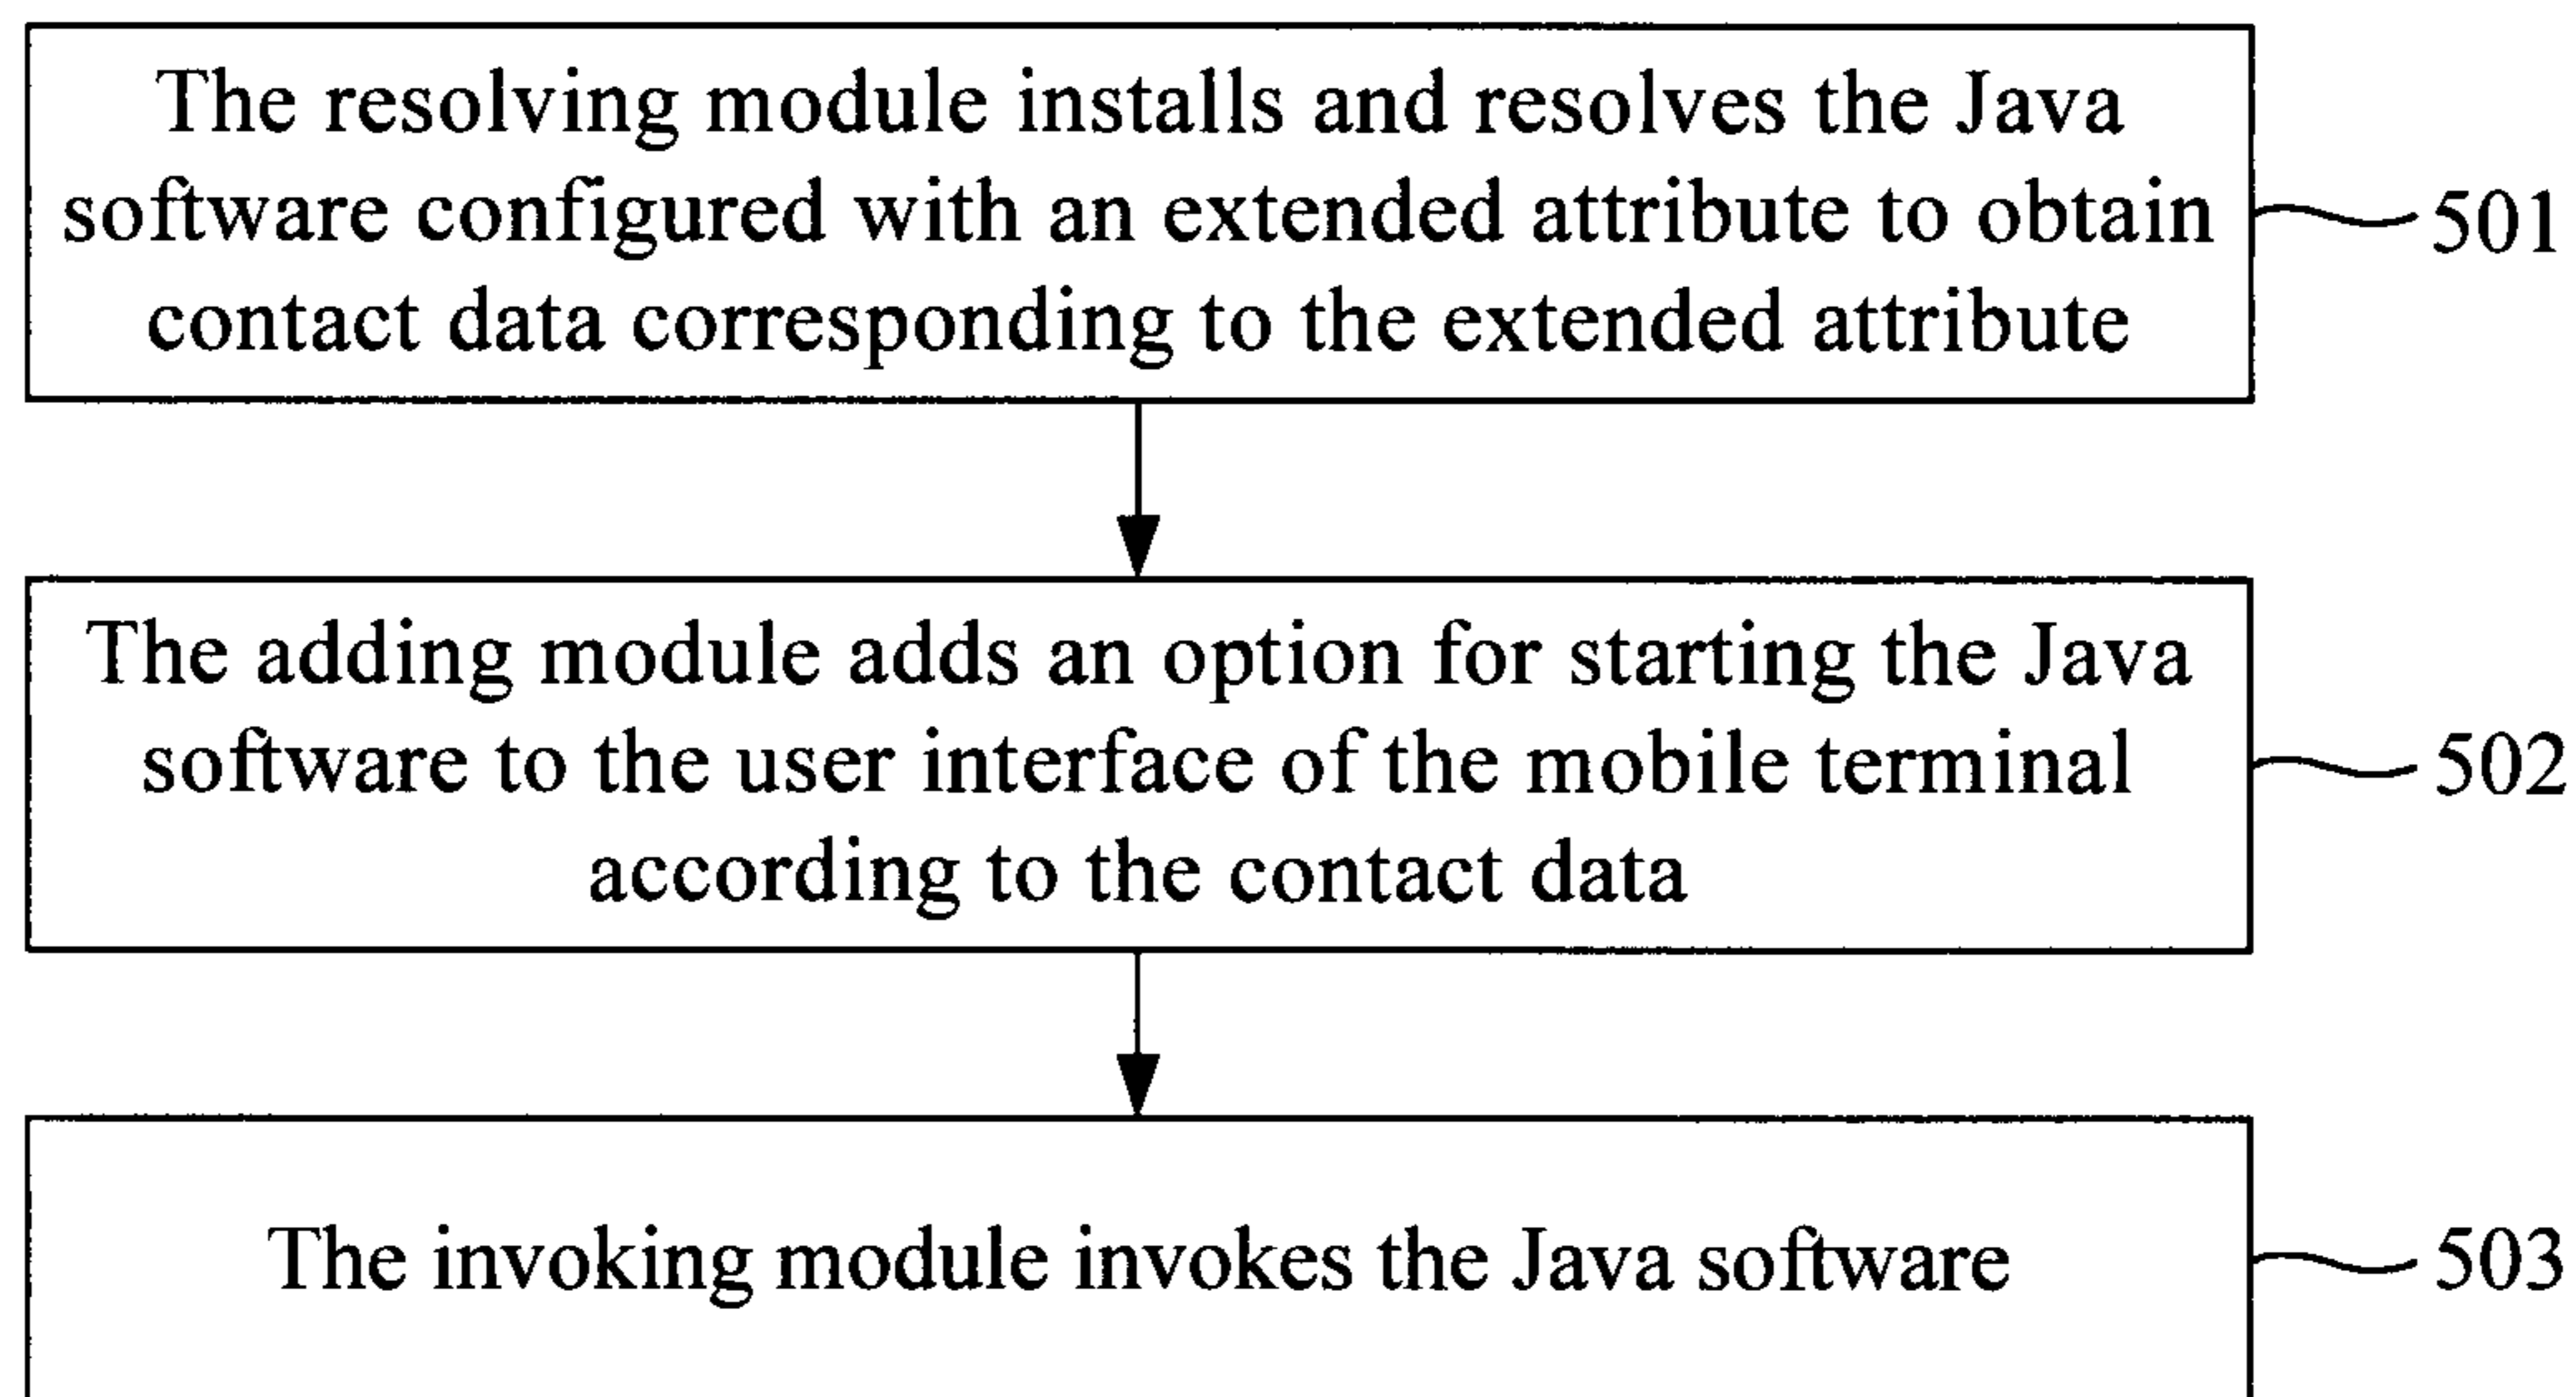 The resolving module installs and resolves the Java
software configured with an extended attribute to obtain
contact data corresponding to the extended attribute
501
The adding module adds an option for starting the Java
software to the user interface of the mobile terminal
according to the contact data
502
The invoking module invokes the Java software
503